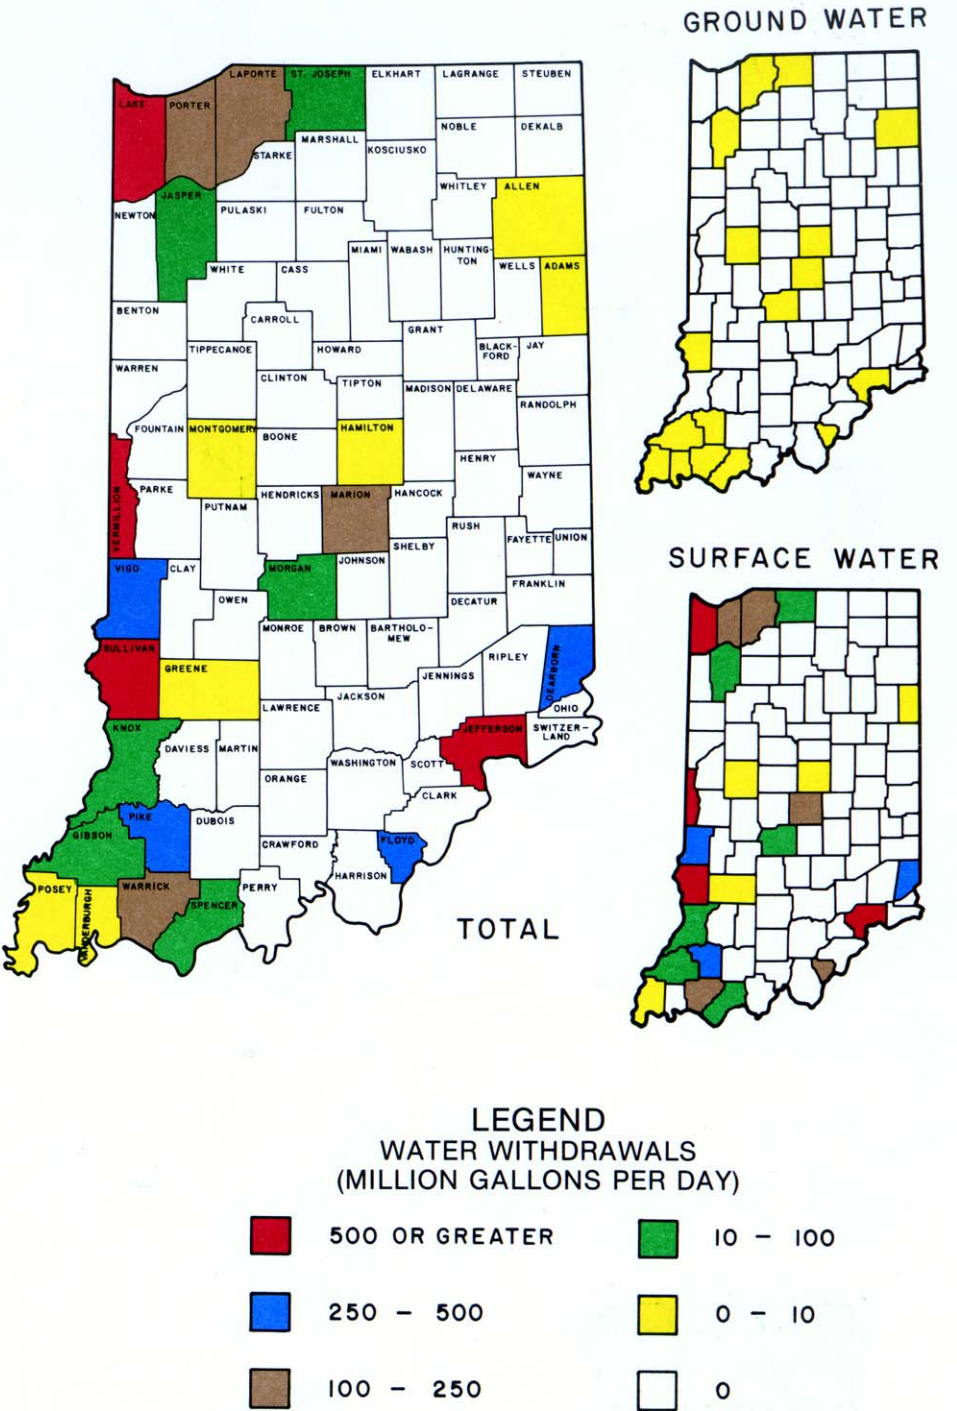 GROUND WATER
LAKE
PORTER
LAPORTE
ST. JOSEPH
ELKHART
LAGRANGE
STEUBEN
NOBLE
DEKALB
STARKE
MARSHALL
KOSCIUSKO
WHITLEY
ALLEN
JASPER
NEWTON
PULASKI
FULTON
MIAMI
WABASH
HUNTING-
TON
WELLS
ADAMS
WHITE
CASS
BENTON
CARROLL
GRANT
BLACK-
FORD
JAY
TIPPECANOE
HOWARD
WARREN
CLINTON
TIPTON
MADISON
DELAWARE
RANDOLPH
FOUNTAIN
MONTGOMERY
BOONE
HAMILTON
HENRY
WAYNE
VERMILLION
PARKE
PUTNAM
HENDRICKS
MARION
HANCOCK
RUSH
FAYETTE
UNION
SHELBY
JOHNSON
MORGAN
VIGO
CLAY
OWEN
FRANKLIN
DECATUR
MONROE
BROWN
BARTHOLO-
MEW
SULLIVAN
GREENE
RIPLEY
DEARBORN
JENNINGS
JACKSON
OHIO
LAWRENCE
KNOX
DAVIESS
MARTIN
JEFFERSON
SWITZER-
LAND
WASHINGTON
SCOTT
ORANGE
CLARK
PIKE
DUBOIS
GIBSON
CRAWFORD
FLOYD
HARRISON
POSEY
VANDERBURGH
WARRICK
SPENCER
PERRY
TOTAL
SURFACE WATER
LEGEND
WATER WITHDRAWALS
(MILLION GALLONS PER DAY)
500 OR GREATER
10 - 100
250 - 500
0 - 10
100 - 250
0